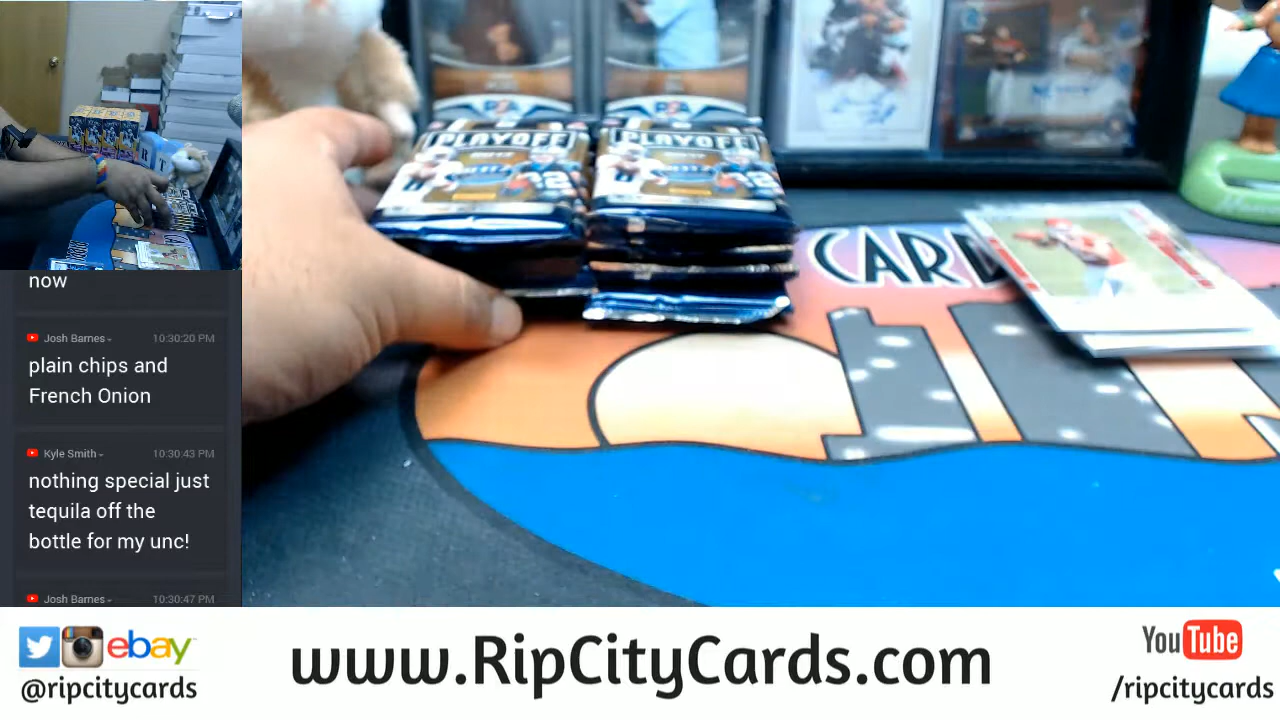 now
Josh Barnes 10:30:20 PM
plain chips and
French Onion
Kyle Smith 10:30:43 PM
nothing special just
tequila off the
bottle for my unc!
Josh Barnes 10:30:47 PM
PLAYOFF
PLAYOFF
CARD
ebay
@ripcitycards
www.RipCityCards.com
YouTube
/ripcitycards